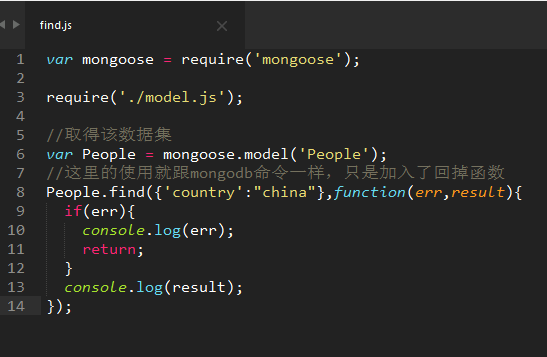 find.js
1 var mongoose = require('mongoose');
2
3 require('./model.js');
4
5 //取得该数据集
6 var People = mongoose.model('People');
7 //这里的使用就跟mongodb命令一样，只是加入了回掉函数
8 People.find({'country':"china"},function(err,result){
9 if(err){
10 console.log(err);
11 return;
12 }
13 console.log(result);
14 });